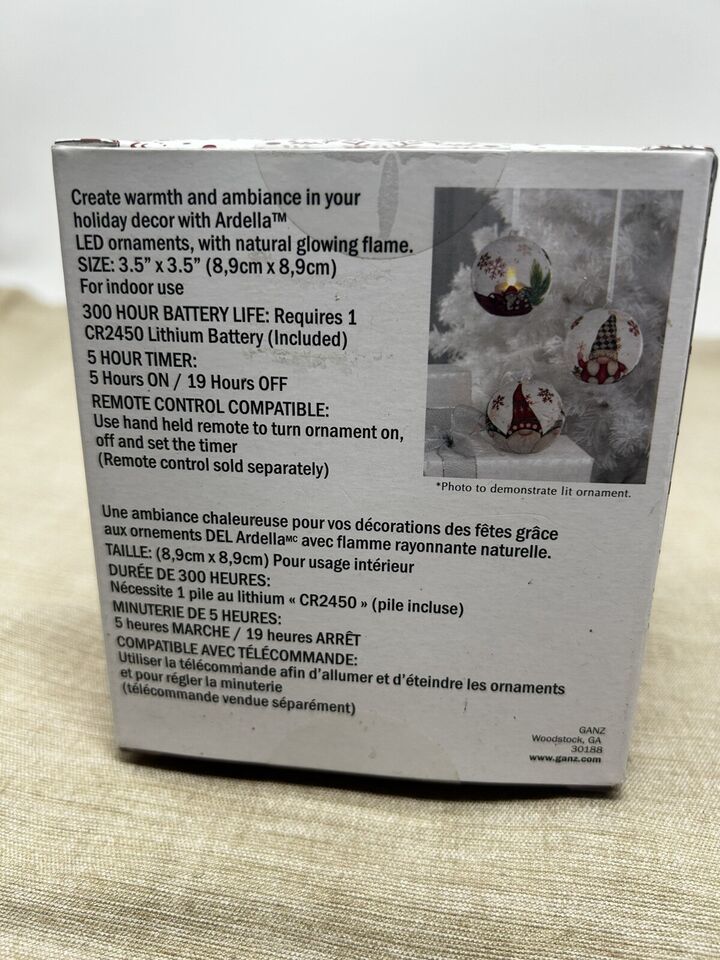 Create warmth and ambiance in your
holiday decor with Ardella™
LED ornaments, with natural glowing flame.
SIZE: 3.5” x 3.5” (8,9cm x 8,9cm)
For indoor use
300 HOUR BATTERY LIFE: Requires 1
CR2450 Lithium Battery (Included)
5 HOUR TIMER:
5 Hours ON / 19 Hours OFF
REMOTE CONTROL COMPATIBLE:
Use hand held remote to turn ornament on,
off and set the timer
(Remote control sold separately)
*Photo to demonstrate lit ornament.
Une ambiance chaleureuse pour vos décorations des fêtes grâce
aux ornements DEL Ardellaᴹᶜ avec flamme rayonnante naturelle.
TAILLE: (8,9cm x 8,9cm) Pour usage intérieur
DURÉE DE 300 HEURES:
Nécessite 1 pile au lithium « CR2450 » (pile incluse)
MINUTERIE DE 5 HEURES:
5 heures MARCHE / 19 heures ARRÊT
COMPATIBLE AVEC TÉLÉCOMMANDE:
Utiliser la télécommande afin d’allumer et d’éteindre les ornaments
et pour régler la minuterie
(télécommande vendue séparément)
GANZ
Woodstock, GA
30188
www.ganz.com